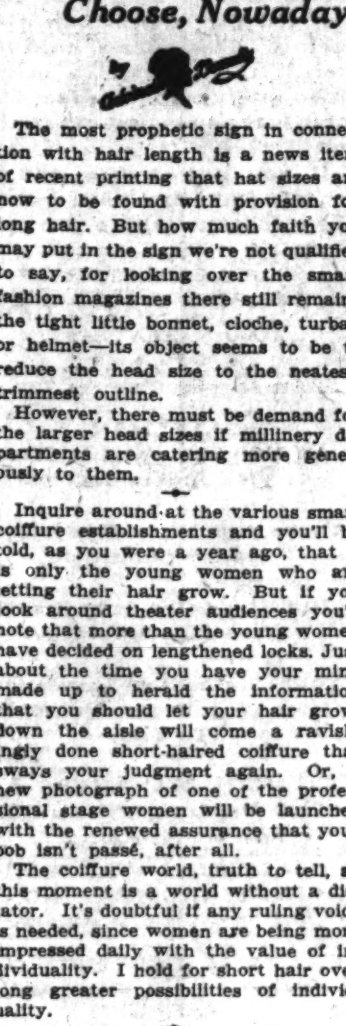 Choose, Nowaday
by
The most prophetic sign in conne
tion with hair length is a news ite
of recent printing that hat sizes a
now to be found with provision fo
long hair. But how much faith yo
may put in the sign we're not qualifie
to say, for looking over the sma
fashion magazines there still remain
the tight little bonnet, cloche, turba
or helmet—its object seems to be t
reduce the head size to the neates
trimmest outline.
However, there must be demand fo
the larger head sizes if millinery d
partments are catering more gene
ously to them.
Inquire around at the various sma
coiffure establishments and you'll b
told, as you were a year ago, that
is only the young women who a
letting their hair grow. But if yo
look around theater audiences you'
note that more than the young wome
have decided on lengthened locks. Jus
about the time you have your min
made up to herald the informatio
that you should let your hair grow
down the aisle will come a ravish
ingly done short-haired coiffure tha
sways your judgment again. Or,
new photograph of one of the profe
sional stage women will be launche
with the renewed assurance that you
bob isn't passé, after all.
The coiffure world, truth to tell, a
this moment is a world without a dic
tator. It's doubtful if any ruling voic
is needed, since women are being mor
impressed daily with the value of in
dividuality. I hold for short hair ove
long greater possibilities of indivi
uality.